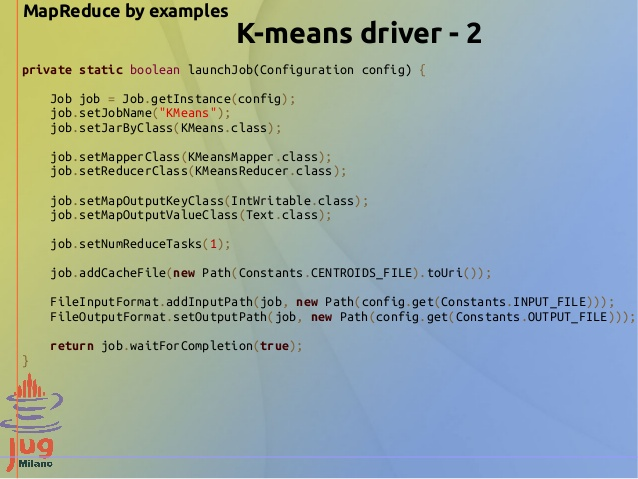 MapReduce by examples
K-means driver - 2
private static boolean launchJob(Configuration config) {
Job job = Job.getInstance(config);
job.setJobName("KMeans");
job.setJarByClass(KMeans.class);
job.setMapperClass(KMeansMapper.class);
job.setReducerClass(KMeansReducer.class);
job.setMapOutputKeyClass(IntWritable.class);
job.setMapOutputValueClass(Text.class);
job.setNumReduceTasks(1);
job.addCacheFile(new Path(Constants.CENTROIDS_FILE).toUri());
FileInputFormat.addInputPath(job, new Path(config.get(Constants.INPUT_FILE)));
FileOutputFormat.setOutputPath(job, new Path(config.get(Constants.OUTPUT_FILE)));
return job.waitForCompletion(true);
}
jug
Milano